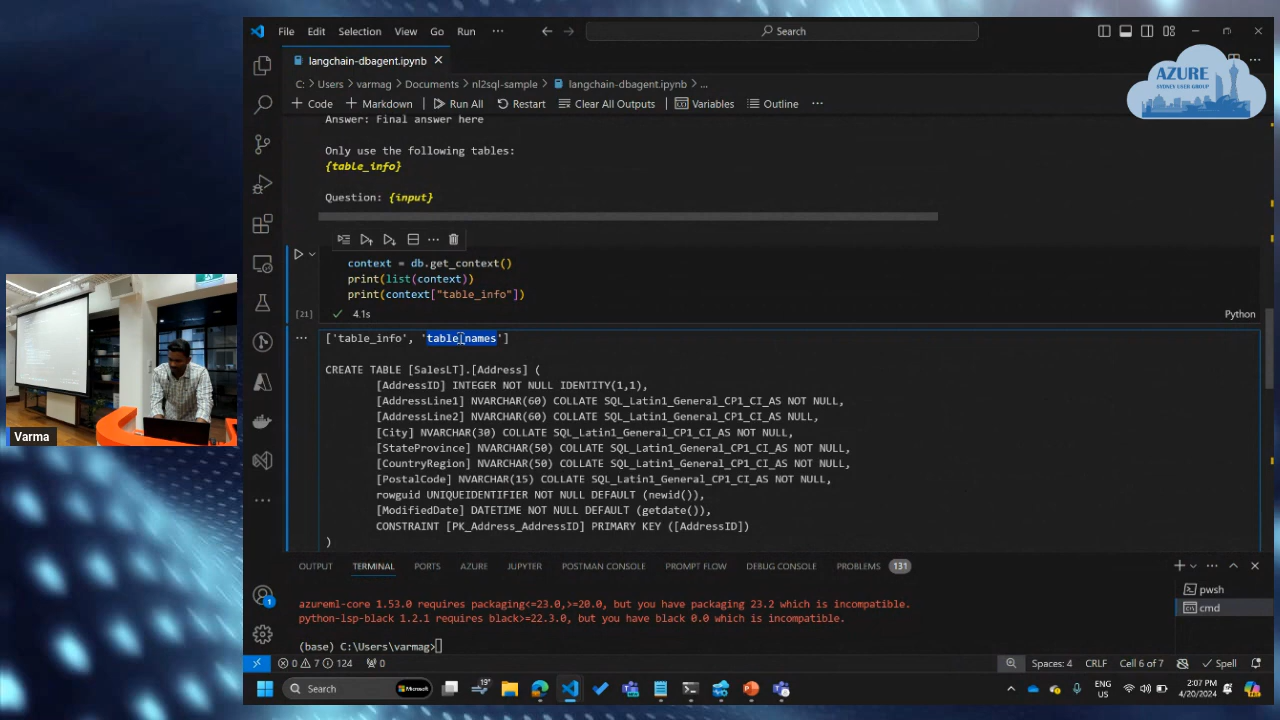 File Edit Selection View Go Run ... Search
langchain-dbagent.ipynb
C: > Users > varmag > Documents > nl2sql-sample > langchain-dbagent.ipynb > ...
+ Code + Markdown Run All Restart Clear All Outputs Variables Outline ...
AZURE
SYDNEY USER GROUP
Answer: Final answer here
Only use the following tables:
{table_info}
Question: {input}
context = db.get_context()
print(list(context))
print(context["table_info"])
[21] 4.1s Python
['table_info', 'table_names']
CREATE TABLE [SalesLT].[Address] (
[AddressID] INTEGER NOT NULL IDENTITY(1,1),
[AddressLine1] NVARCHAR(60) COLLATE SQL_Latin1_General_CP1_CI_AS NOT NULL,
[AddressLine2] NVARCHAR(60) COLLATE SQL_Latin1_General_CP1_CI_AS NULL,
[City] NVARCHAR(30) COLLATE SQL_Latin1_General_CP1_CI_AS NOT NULL,
[StateProvince] NVARCHAR(50) COLLATE SQL_Latin1_General_CP1_CI_AS NOT NULL,
[CountryRegion] NVARCHAR(50) COLLATE SQL_Latin1_General_CP1_CI_AS NOT NULL,
[PostalCode] NVARCHAR(15) COLLATE SQL_Latin1_General_CP1_CI_AS NOT NULL,
rowguid UNIQUEIDENTIFIER NOT NULL DEFAULT (newid()),
[ModifiedDate] DATETIME NOT NULL DEFAULT (getdate()),
CONSTRAINT [PK_Address_AddressID] PRIMARY KEY ([AddressID])
)
Varma
OUTPUT TERMINAL PORTS AZURE JUPYTER POSTMAN CONSOLE PROMPT FLOW DEBUG CONSOLE PROBLEMS 131
azureml-core 1.53.0 requires packaging<=23.0,>=20.0, but you have packaging 23.2 which is incompatible.
python-lsp-black 1.2.1 requires black>=22.3.0, but you have black 0.0 which is incompatible.
(base) C:\Users\varmag>
pwsh
cmd
0 7 124 0 Spaces: 4 CRLF Cell 6 of 7 Spell
Search Microsoft 19° ENG US 2:07 PM 4/20/2024